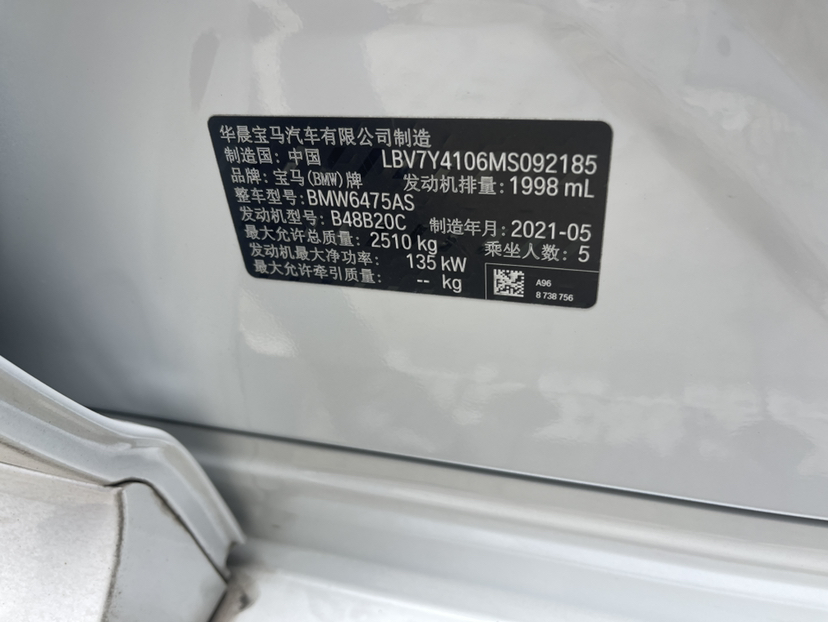 华晨宝马汽车有限公司制造
制造国：中国 LBV7Y4106MS092185
品牌：宝马(BMW)牌 发动机排量：1998 mL
整车型号：BMW6475AS
发动机型号：B48B20C 制造年月：2021-05
最大允许总质量：2510 kg 乘坐人数：5
发动机最大净功率：135 kW
最大允许牵引质量：-- kg
A96
8 738 756